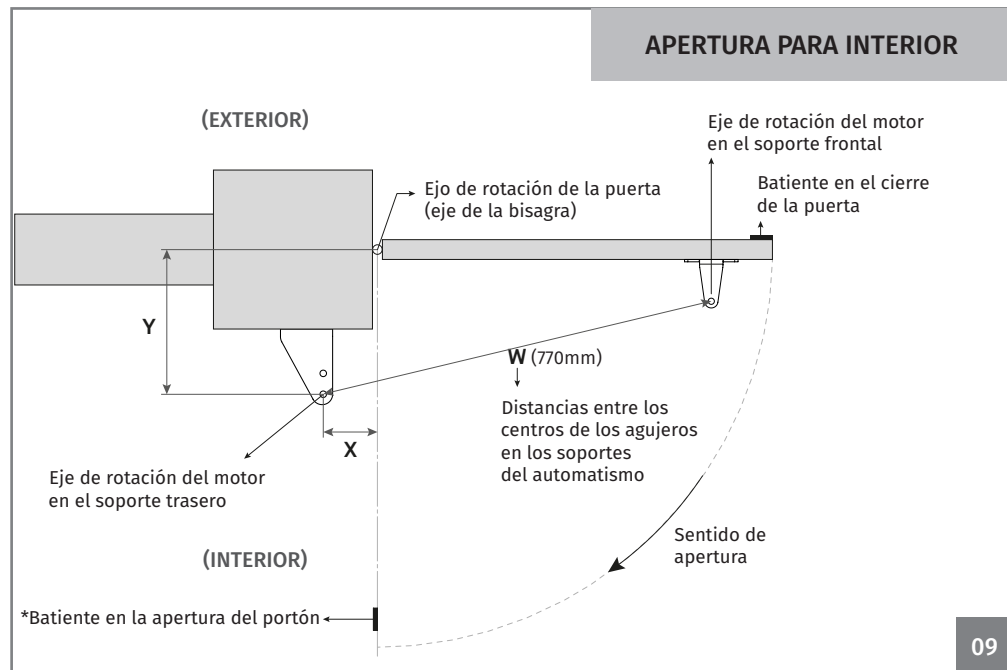 APERTURA PARA INTERIOR
(EXTERIOR)
Eje de rotación del motor
en el soporte frontal
Batiente en el cierre
de la puerta
Ejo de rotación de la puerta
(eje de la bisagra)
Y
W (770mm)
Distancias entre los
centros de los agujeros
en los soportes
del automatismo
X
Eje de rotación del motor
en el soporte trasero
Sentido de
apertura
(INTERIOR)
*Batiente en la apertura del portón
09